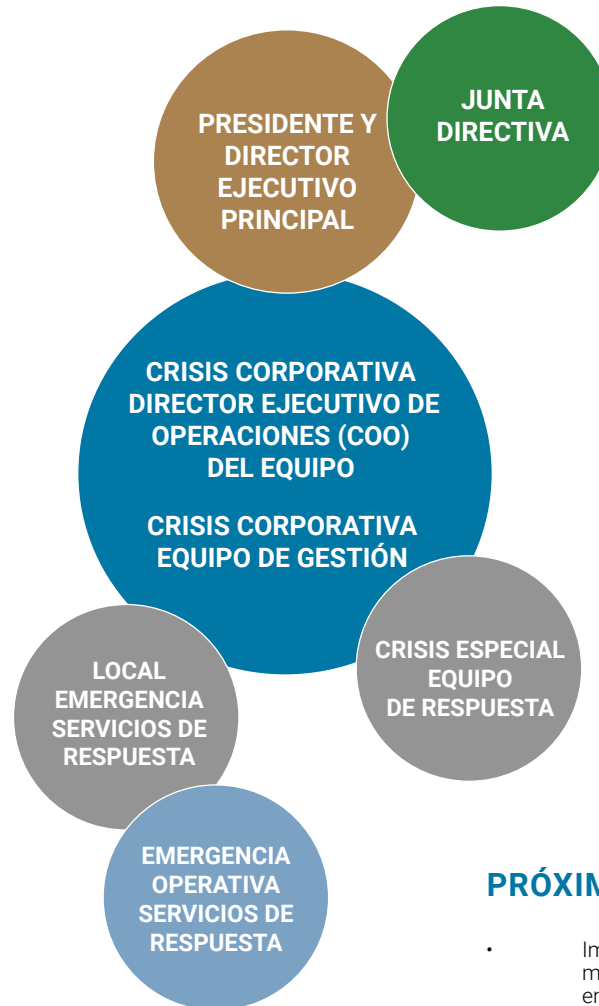 PRESIDENTE Y
DIRECTOR
EJECUTIVO
PRINCIPAL
JUNTA
DIRECTIVA
CRISIS CORPORATIVA
DIRECTOR EJECUTIVO DE
OPERACIONES (COO)
DEL EQUIPO
CRISIS CORPORATIVA
EQUIPO DE GESTIÓN
CRISIS ESPECIAL
EQUIPO
DE RESPUESTA
LOCAL
EMERGENCIA
SERVICIOS DE
RESPUESTA
EMERGENCIA
OPERATIVA
SERVICIOS DE
RESPUESTA